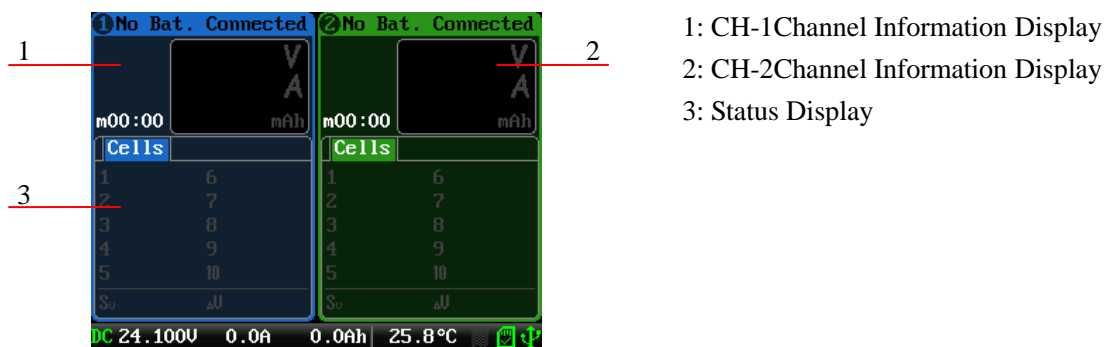 ❶No Bat. Connected
❷No Bat. Connected
1
V
A
m00:00
mAh
V
A
m00:00
mAh
2
Cells
1 6
2 7
3 8
4 9
5 10
Sᵥ ΔV
Cells
1 6
2 7
3 8
4 9
5 10
Sᵥ ΔV
3
DC 24.100V 0.0A 0.0Ah 25.8°C
1: CH-1Channel Information Display
2: CH-2Channel Information Display
3: Status Display